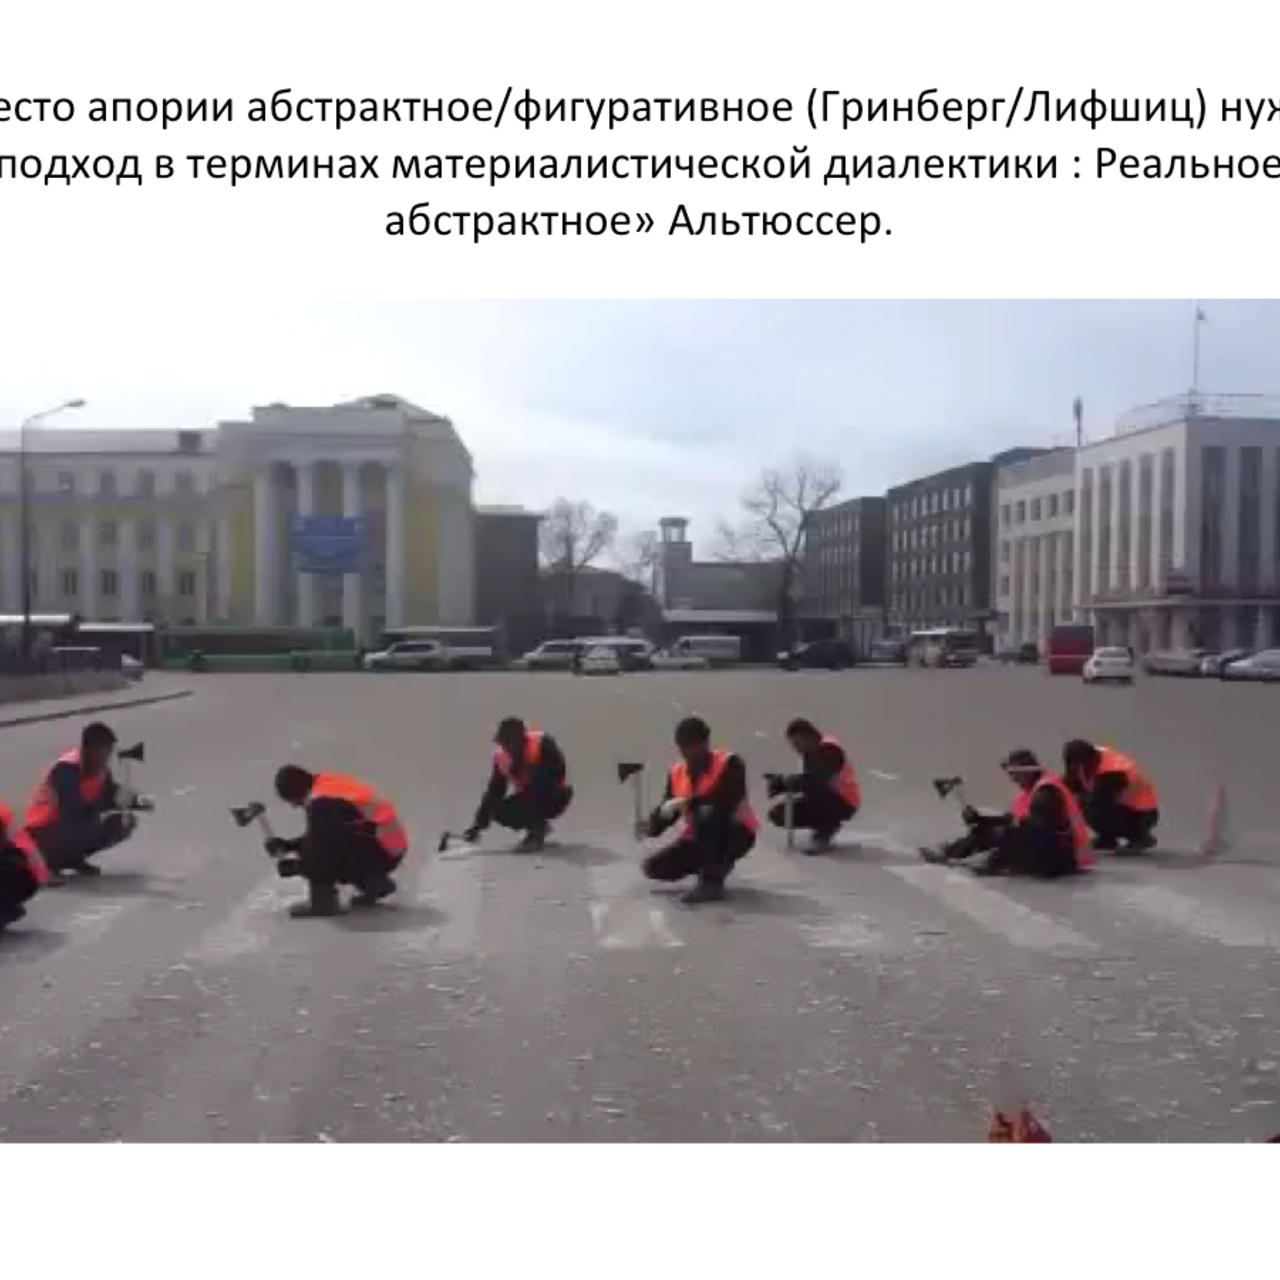 есто апории абстрактное/фигуративное (Гринберг/Лифшиц) нуж
подход в терминах материалистической диалектики : Реальное
абстрактное» Альтюссер.